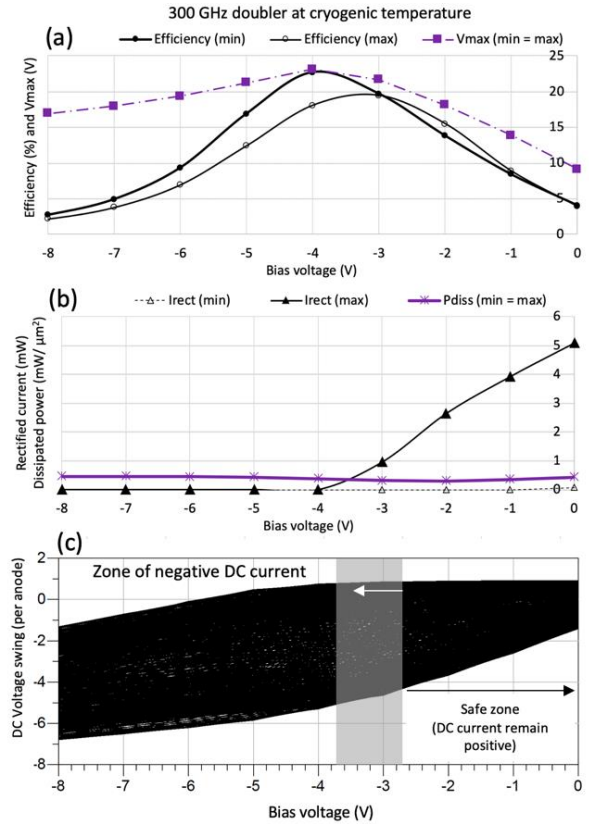 300 GHz doubler at cryogenic temperature
(a)
Efficiency (min) Efficiency (max) Vmax (min = max)
Efficiency (%) and Vmax (V)
25
20
15
10
5
0
-8 -7 -6 -5 -4 -3 -2 -1 0
Bias voltage (V)
(b)
Irect (min) Irect (max) Pdiss (min = max)
Rectified current (mW)
Dissipated power (mW/ μm²)
6
5
4
3
2
1
0
-8 -7 -6 -5 -4 -3 -2 -1 0
Bias voltage (V)
(c)
DC Voltage swing (per anode)
2
0
-2
-4
-6
-8
Zone of negative DC current
Safe zone
(DC current remain
positive)
-8 -7 -6 -5 -4 -3 -2 -1 0
Bias voltage (V)